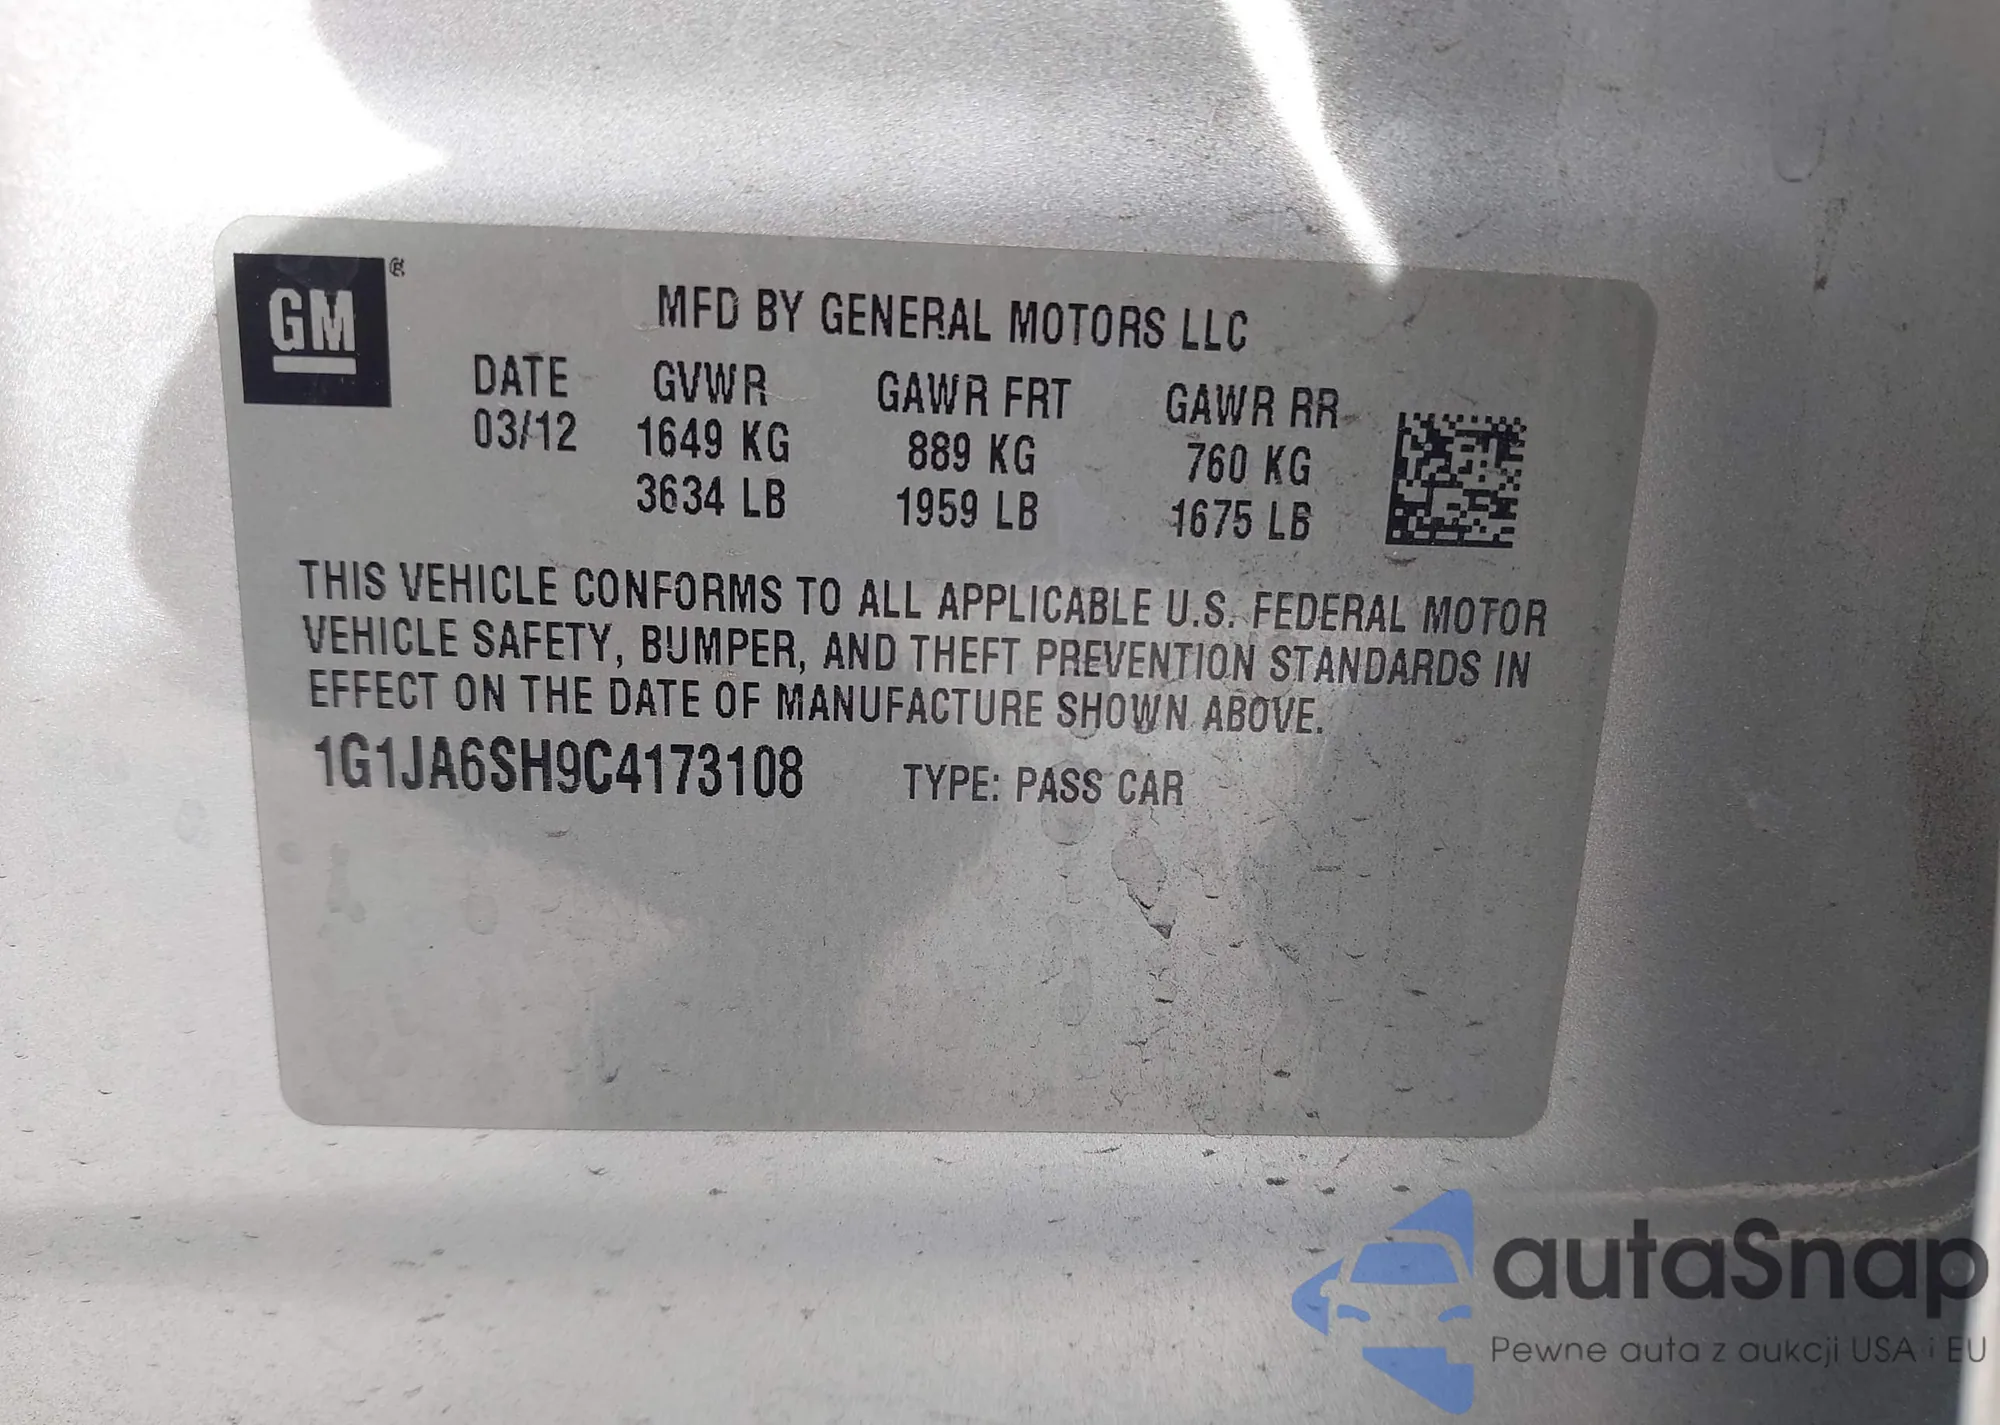 GM®
MFD BY GENERAL MOTORS LLC
DATE GVWR GAWR FRT GAWR RR
03/12 1649 KG 889 KG 760 KG
3634 LB 1959 LB 1675 LB
THIS VEHICLE CONFORMS TO ALL APPLICABLE U.S. FEDERAL MOTOR
VEHICLE SAFETY, BUMPER, AND THEFT PREVENTION STANDARDS IN
EFFECT ON THE DATE OF MANUFACTURE SHOWN ABOVE.
1G1JA6SH9C4173108 TYPE: PASS CAR
autaSnap
Pewne auta z aukcji USA i EU